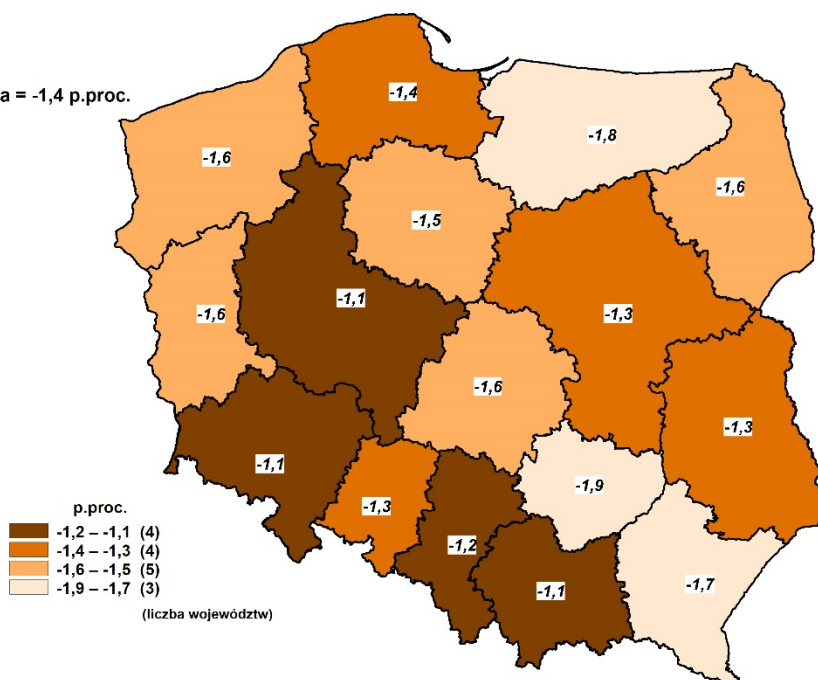 -1,4
a = -1,4 p.proc.
-1,8
-1,6
-1,6
-1,5
-1,1
-1,6
-1,3
-1,6
-1,3
-1,1
-1,9
-1,3
-1,2
-1,7
-1,1
p.proc.
-1,2 – -1,1 (4)
-1,4 – -1,3 (4)
-1,6 – -1,5 (5)
-1,9 – -1,7 (3)
(liczba województw)